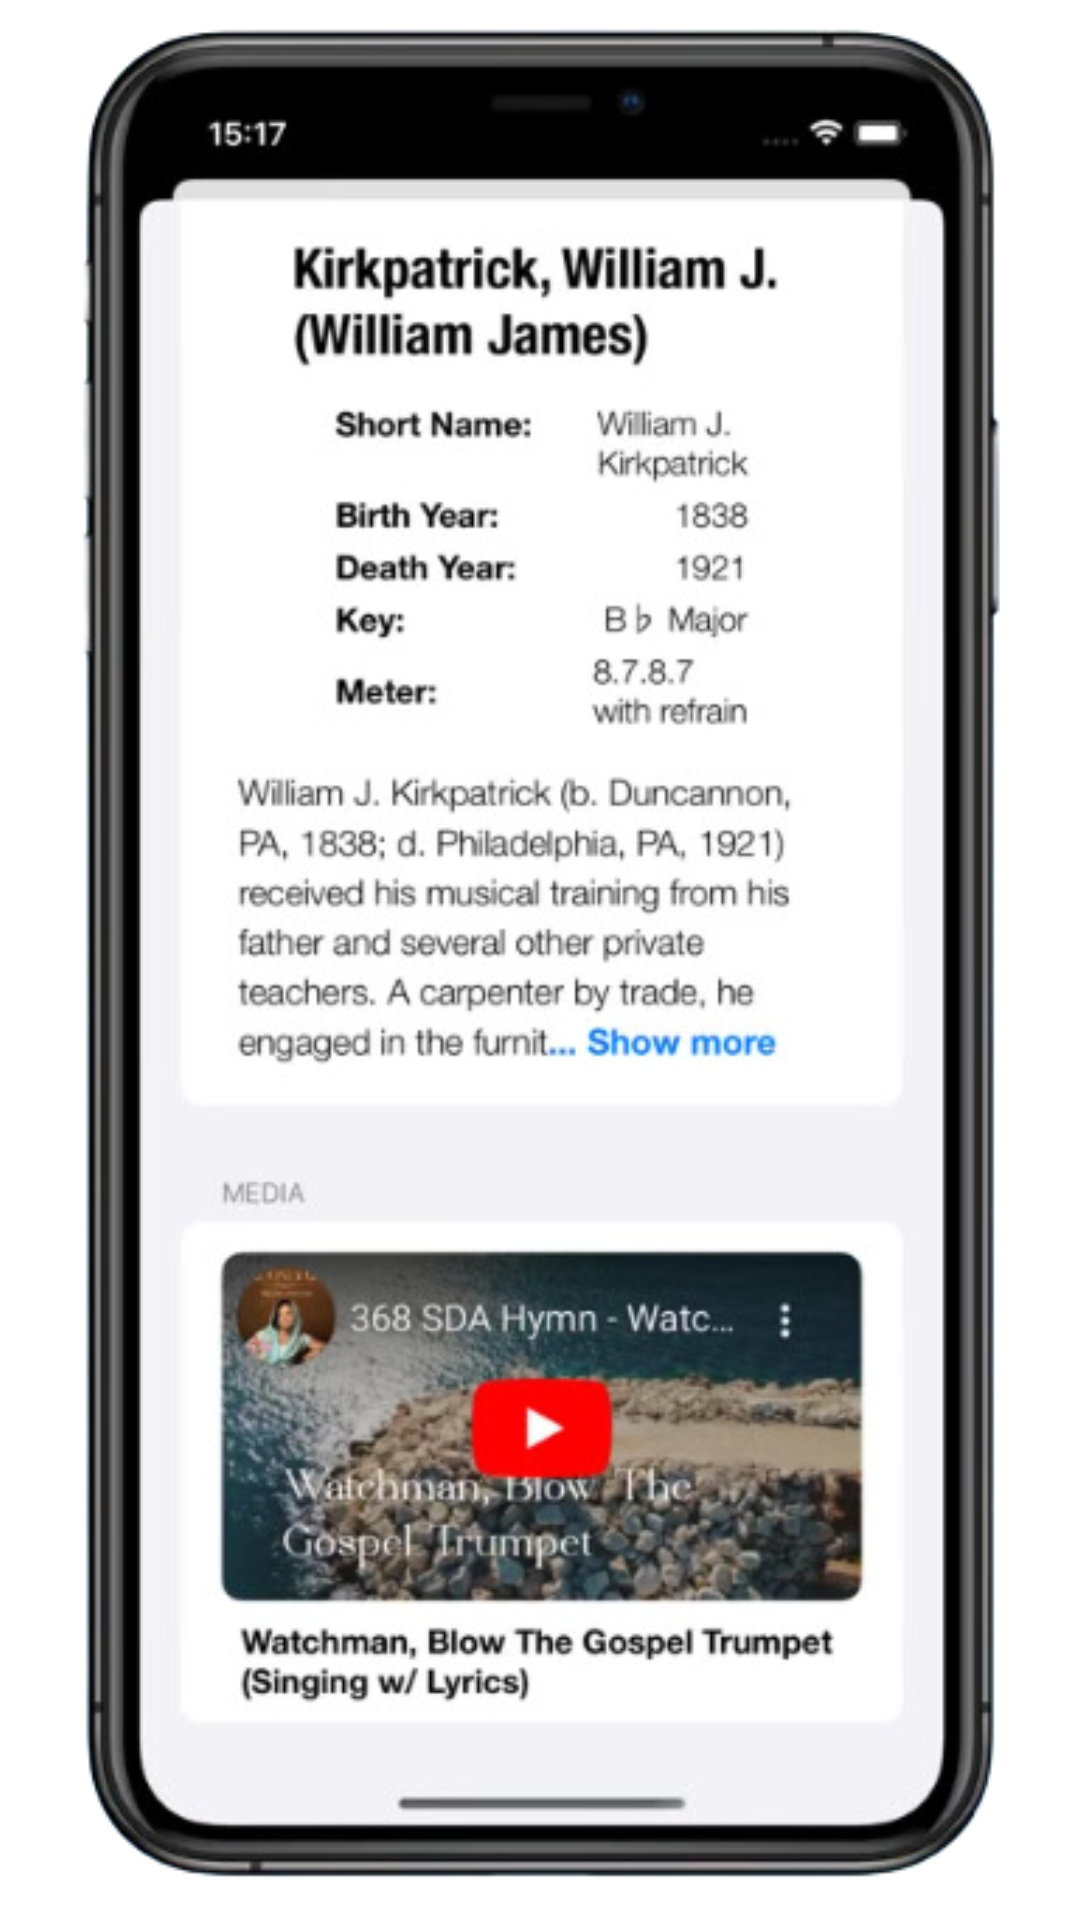 15:17
Kirkpatrick, William J.
(William James)
Short Name: William J.
Kirkpatrick
Birth Year: 1838
Death Year: 1921
Key: B♭ Major
Meter: 8.7.8.7
with refrain
William J. Kirkpatrick (b. Duncannon,
PA, 1838; d. Philadelphia, PA, 1921)
received his musical training from his
father and several other private
teachers. A carpenter by trade, he
engaged in the furnit... Show more
MEDIA
368 SDA Hymn - Watc...
Watchman, Blow The
Gospel Trumpet
Watchman, Blow The Gospel Trumpet
(Singing w/ Lyrics)